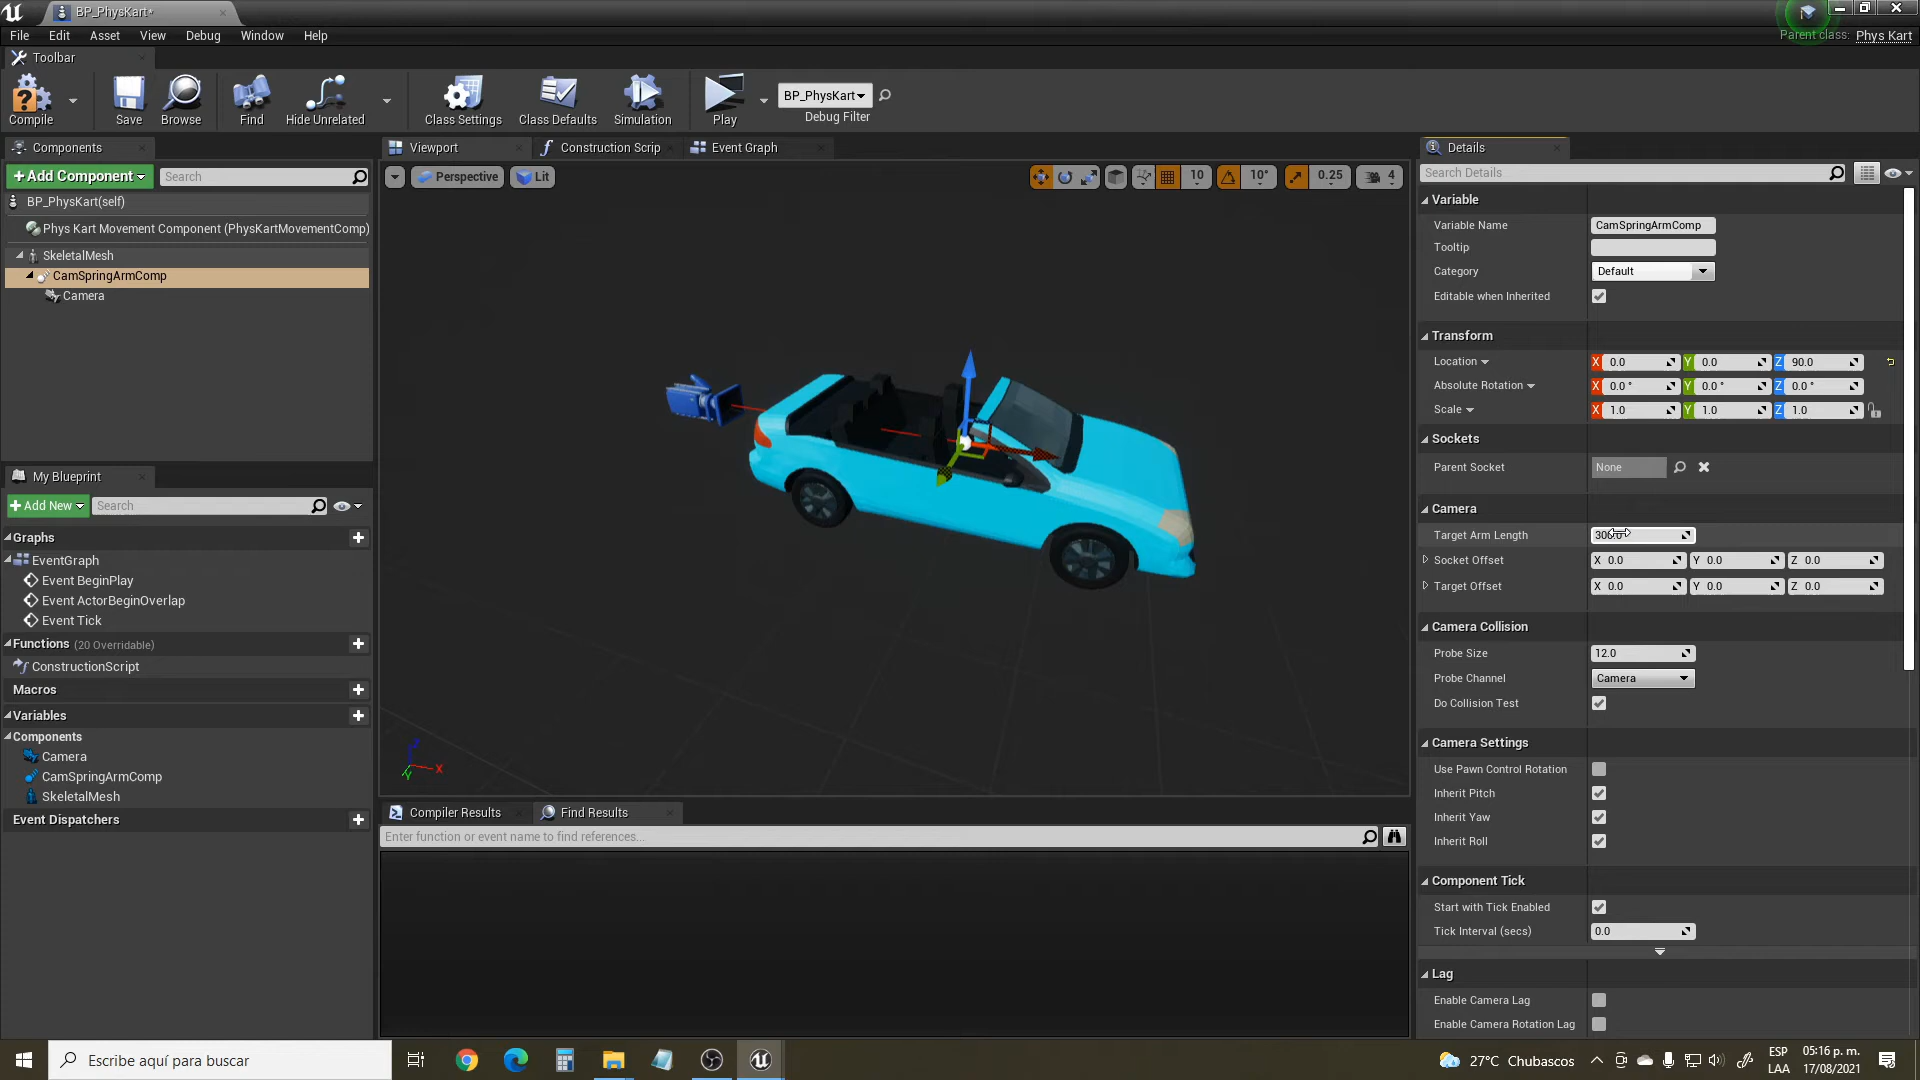 BP_PhysKart*
File Edit Asset View Debug Window Help
Parent class: Phys Kart
Toolbar
Compile
Save
Browse
Find
Hide Unrelated
Class Settings
Class Defaults
Simulation
Play
BP_PhysKart
Debug Filter
Components
+Add Component
Search
BP_PhysKart(self)
Phys Kart Movement Component (PhysKartMovementComp)
SkeletalMesh
CamSpringArmComp
Camera
My Blueprint
+Add New
Search
Graphs
EventGraph
Event BeginPlay
Event ActorBeginOverlap
Event Tick
Functions (20 Overridable)
ConstructionScript
Macros
Variables
Components
Camera
CamSpringArmComp
SkeletalMesh
Event Dispatchers
Viewport
Construction Scrip
Event Graph
Perspective
Lit
10
10°
0.25
4
Z
X
Y
Compiler Results
Find Results
Enter function or event name to find references...
Details
Search Details
Variable
Variable Name CamSpringArmComp
Tooltip
Category Default
Editable when Inherited
Transform
Location X 0.0 Y 0.0 Z 90.0
Absolute Rotation X 0.0 ° Y 0.0 ° Z 0.0 °
Scale X 1.0 Y 1.0 Z 1.0
Sockets
Parent Socket None
Camera
Target Arm Length
Socket Offset X 0.0 Y 0.0 Z 0.0
Target Offset X 0.0 Y 0.0 Z 0.0
Camera Collision
Probe Size 12.0
Probe Channel Camera
Do Collision Test
Camera Settings
Use Pawn Control Rotation
Inherit Pitch
Inherit Yaw
Inherit Roll
Component Tick
Start with Tick Enabled
Tick Interval (secs) 0.0
Lag
Enable Camera Lag
Enable Camera Rotation Lag
Escribe aquí para buscar
27°C Chubascos
ESP
LAA
05:16 p. m.
17/08/2021